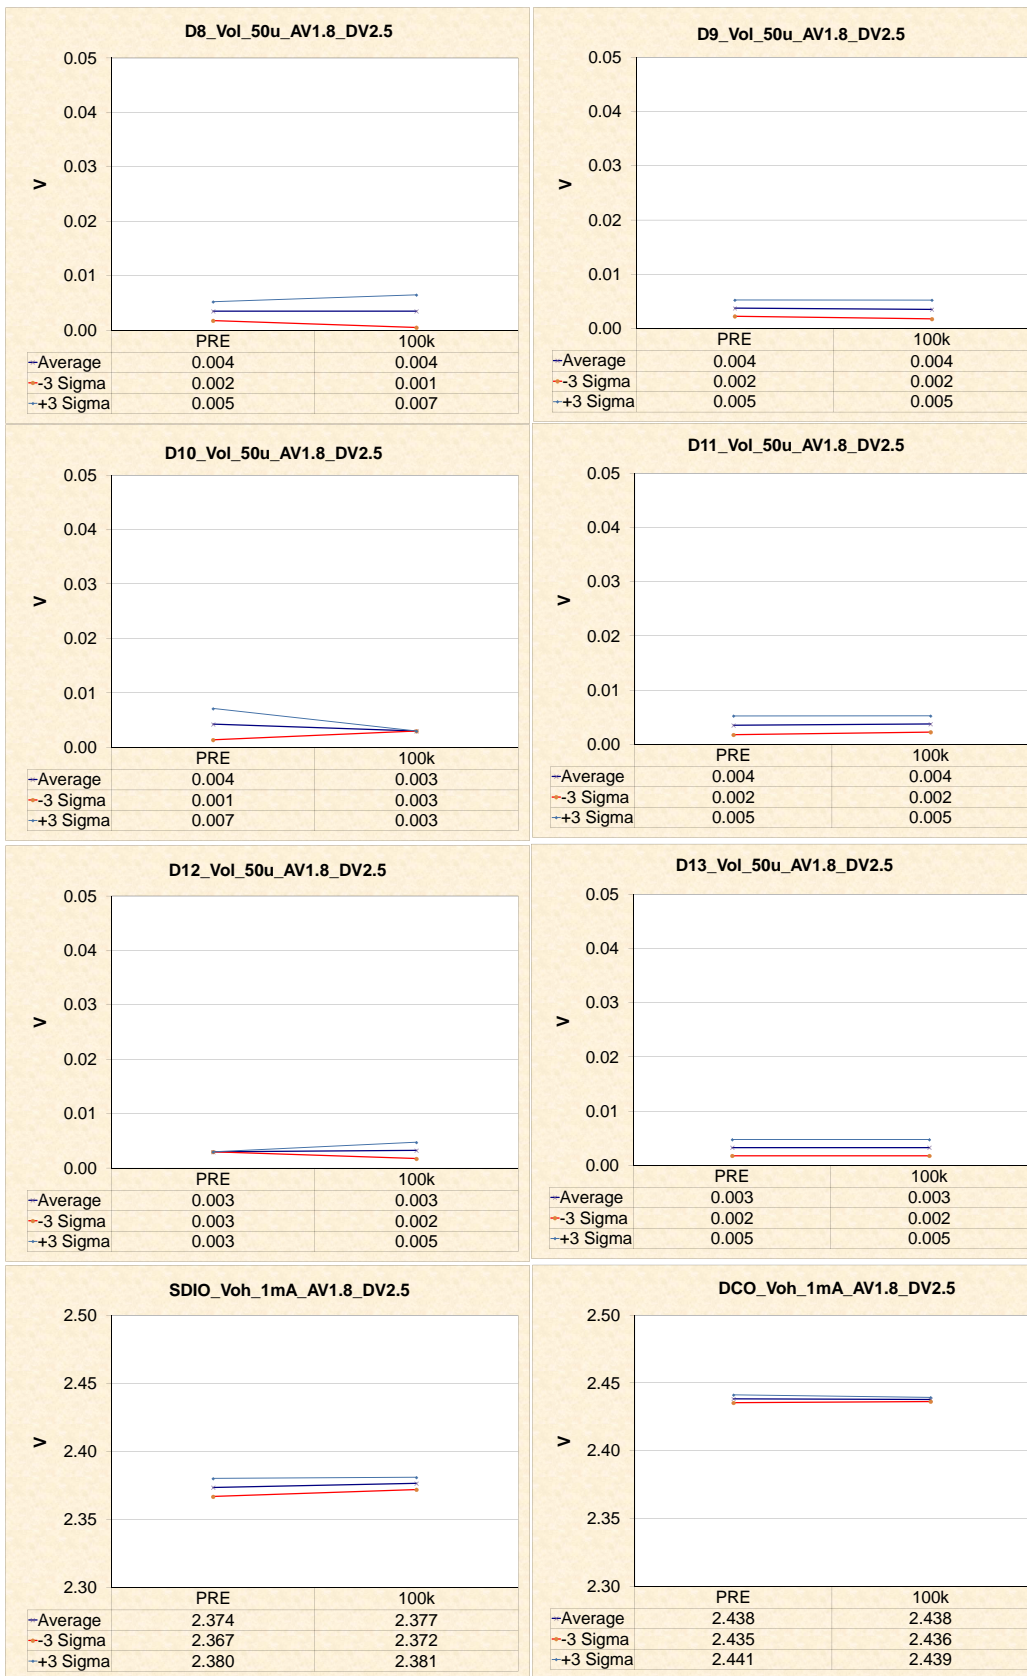 D8_Vol_50u_AV1.8_DV2.5
0.05
0.04
0.03
V
0.02
0.01
0.00
PRE 100k
Average 0.004 0.004
-3 Sigma 0.002 0.001
+3 Sigma 0.005 0.007
D9_Vol_50u_AV1.8_DV2.5
0.05
0.04
0.03
V
0.02
0.01
0.00
PRE 100k
Average 0.004 0.004
-3 Sigma 0.002 0.002
+3 Sigma 0.005 0.005
D10_Vol_50u_AV1.8_DV2.5
0.05
0.04
0.03
V
0.02
0.01
0.00
PRE 100k
Average 0.004 0.003
-3 Sigma 0.001 0.003
+3 Sigma 0.007 0.003
D11_Vol_50u_AV1.8_DV2.5
0.05
0.04
0.03
V
0.02
0.01
0.00
PRE 100k
Average 0.004 0.004
-3 Sigma 0.002 0.002
+3 Sigma 0.005 0.005
D12_Vol_50u_AV1.8_DV2.5
0.05
0.04
0.03
V
0.02
0.01
0.00
PRE 100k
Average 0.003 0.003
-3 Sigma 0.003 0.002
+3 Sigma 0.003 0.005
D13_Vol_50u_AV1.8_DV2.5
0.05
0.04
0.03
V
0.02
0.01
0.00
PRE 100k
Average 0.003 0.003
-3 Sigma 0.002 0.002
+3 Sigma 0.005 0.005
SDIO_Voh_1mA_AV1.8_DV2.5
2.50
2.45
2.40
V
2.35
2.30
PRE 100k
Average 2.374 2.377
-3 Sigma 2.367 2.372
+3 Sigma 2.380 2.381
DCO_Voh_1mA_AV1.8_DV2.5
2.50
2.45
2.40
V
2.35
2.30
PRE 100k
Average 2.438 2.438
-3 Sigma 2.435 2.436
+3 Sigma 2.441 2.439